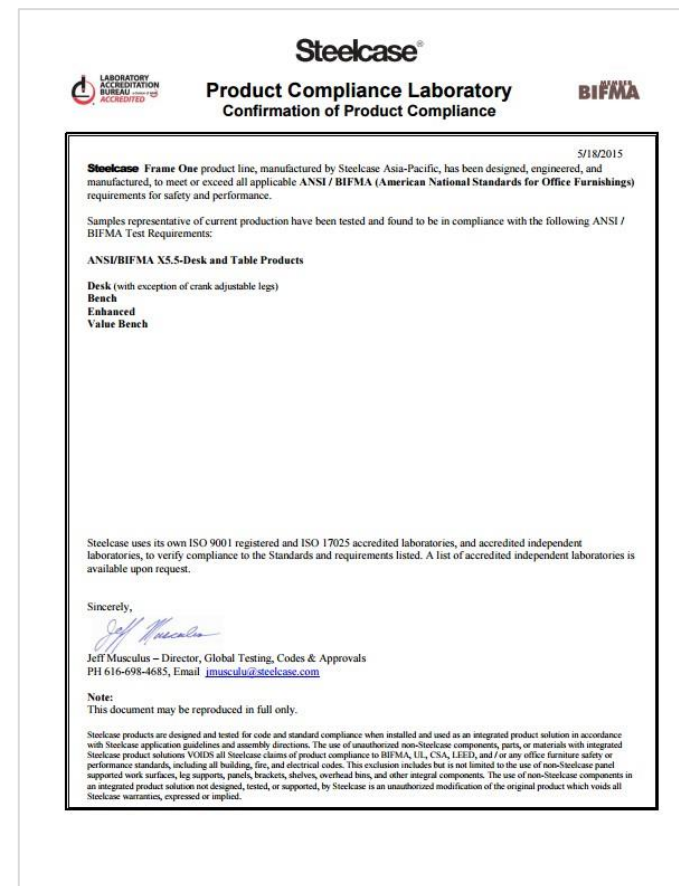 Steelcase®
LABORATORY
ACCREDITATION
BUREAU
ACCREDITED
Product Compliance Laboratory
Confirmation of Product Compliance
MEMBER
BIFMA
5/18/2015
Steelcase Frame One product line, manufactured by Steelcase Asia-Pacific, has been designed, engineered, and
manufactured, to meet or exceed all applicable ANSI / BIFMA (American National Standards for Office Furnishings)
requirements for safety and performance.
Samples representative of current production have been tested and found to be in compliance with the following ANSI /
BIFMA Test Requirements:
ANSI/BIFMA X5.5-Desk and Table Products
Desk (with exception of crank adjustable legs)
Bench
Enhanced
Value Bench
Steelcase uses its own ISO 9001 registered and ISO 17025 accredited laboratories, and accredited independent
laboratories, to verify compliance to the Standards and requirements listed. A list of accredited independent laboratories is
available upon request.
Sincerely,
Jeff Musculus
Jeff Musculus – Director, Global Testing, Codes & Approvals
PH 616-698-4685, Email jmusculu@steelcase.com
Note:
This document may be reproduced in full only.
Steelcase products are designed and tested for code and standard compliance when installed and used as an integrated product solution in accordance
with Steelcase application guidelines and assembly directions. The use of unauthorized non-Steelcase components, parts, or materials with integrated
Steelcase product solutions VOIDS all Steelcase claims of product compliance to BIFMA, UL, CSA, LEED, and / or any office furniture safety or
performance standards, including all building, fire, and electrical codes. This exclusion includes but is not limited to the use of non-Steelcase panel
supported work surfaces, leg supports, panels, brackets, shelves, overhead bins, and other integral components. The use of non-Steelcase components in
an integrated product solution not designed, tested, or supported, by Steelcase is an unauthorized modification of the original product which voids all
Steelcase warranties, expressed or implied.